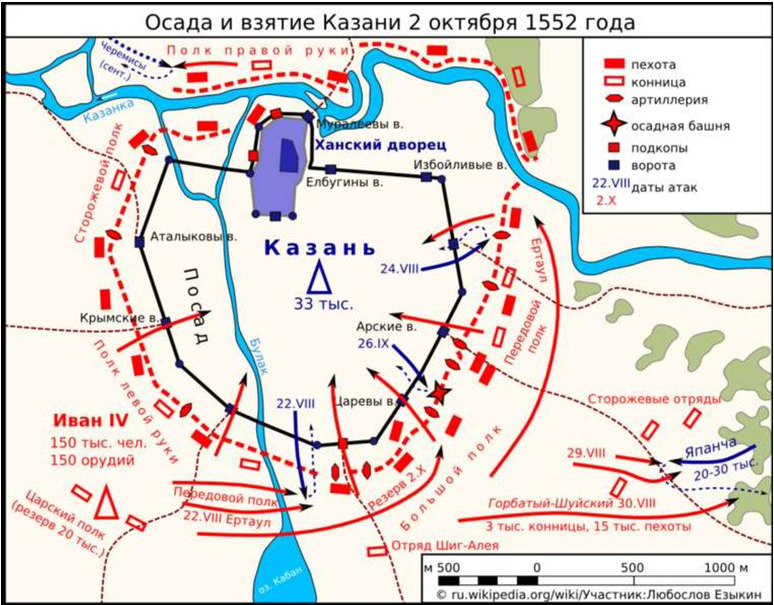 Осада и взятие Казани 2 октября 1552 года
Черемисы
(сент.)
Полк правой руки
пехота
конница
артиллерия
осадная башня
подкопы
ворота
22.VIII
2.X
даты атак
Казанка
Муралеевы в.
Ханский дворец
Избойливые в.
Елбугины в.
Сторожевой полк
Аталыковы в.
Казань
33 тыс.
24.VIII
Ертаул
Посад
Крымские в.
Арские в.
26.IX
Передовой
полк
Булак
Полк левой руки
22.VIII
Царевы в.
Сторожевые отряды
Иван IV
150 тыс. чел.
150 орудий
Япанча
20-30 тыс.
29.VIII
Большой полк
Резерв 2.X
Передовой полк
22.VIII Ертаул
Царский полк
(резерв 20 тыс.)
Горбатый-Шуйский 30.VIII
3 тыс. конницы, 15 тыс. пехоты
Отряд Шиг-Алея
оз. Кабан
м 500 0 500 1000 м
© ru.wikipedia.org/wiki/Участник:Любослов Езыкин